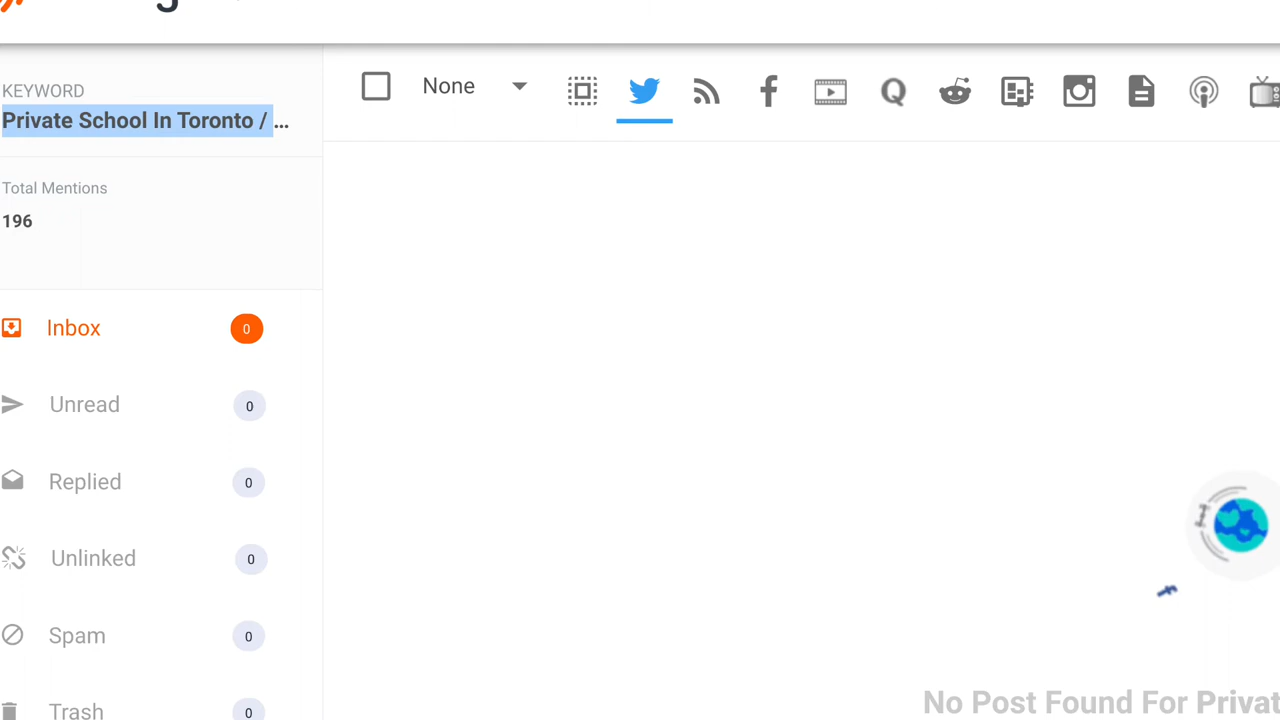 KEYWORD
Private School In Toronto / ...
Total Mentions
196
None
Inbox 0
Unread 0
Replied 0
Unlinked 0
Spam 0
Trash 0
No Post Found For